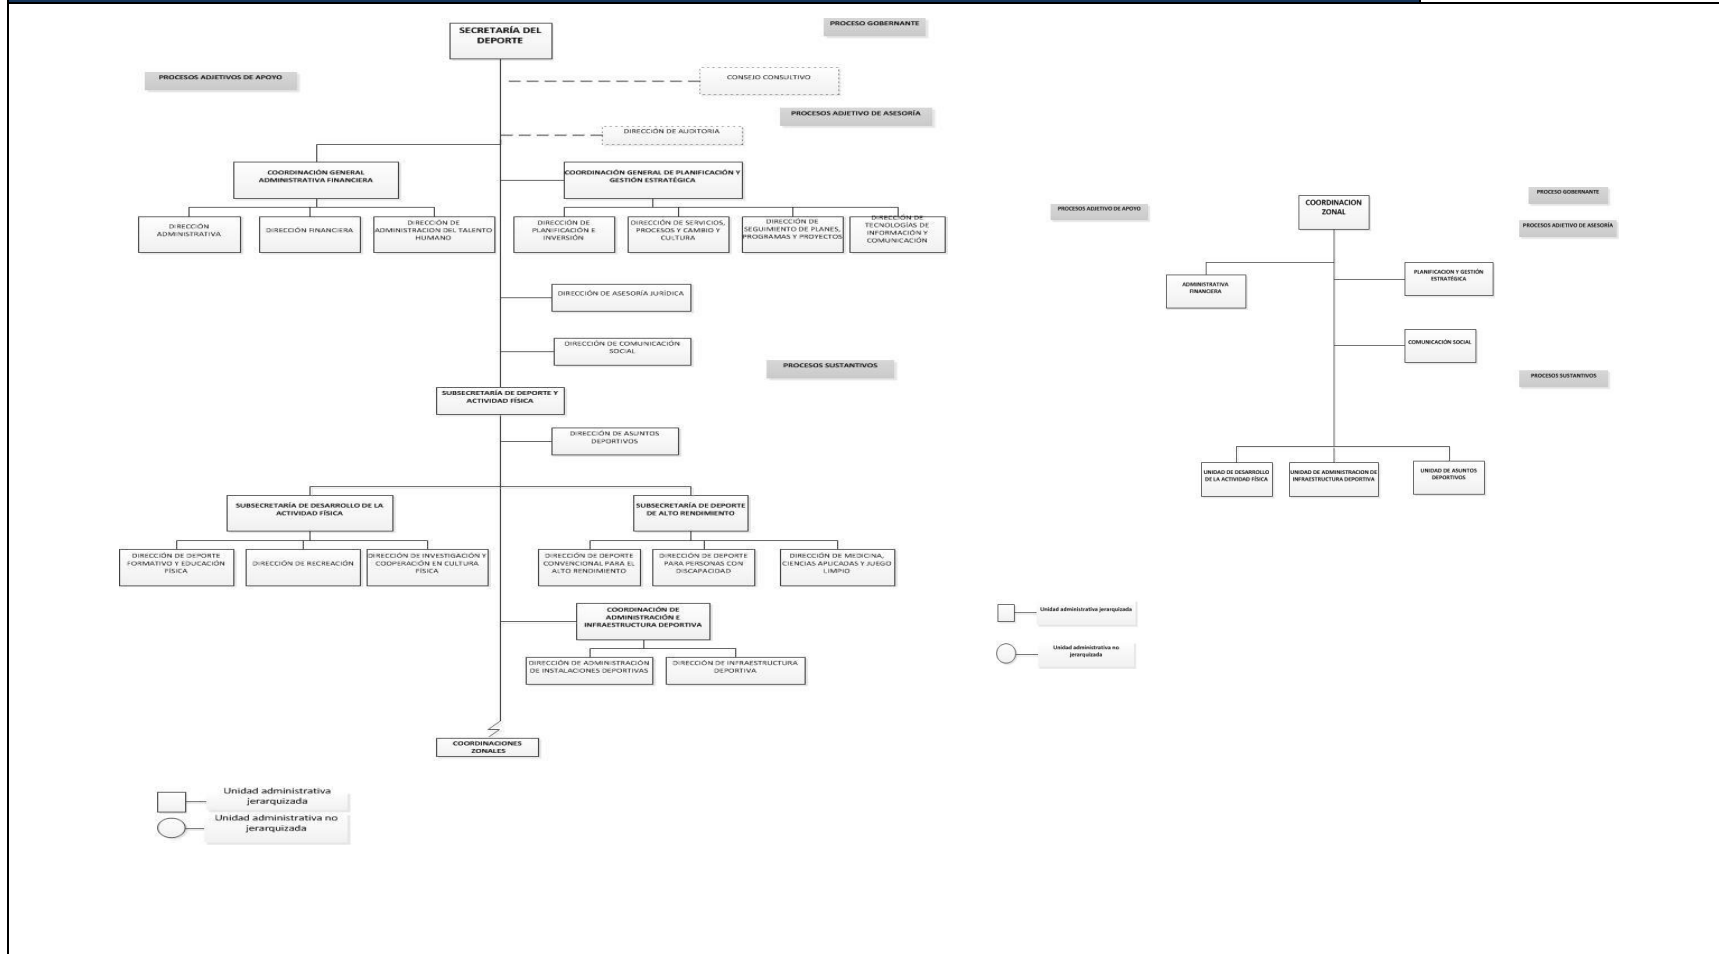 SECRETARÍA DEL
DEPORTE
PROCESO GOBERNANTE
PROCESOS ADJETIVOS DE APOYO
CONSEJO CONSULTIVO
PROCESOS ADJETIVO DE ASESORÍA
DIRECCIÓN DE AUDITORIA
COORDINACIÓN GENERAL
ADMINISTRATIVA FINANCIERA
COORDINACIÓN GENERAL DE PLANIFICACIÓN Y
GESTIÓN ESTRATÉGICA
DIRECCIÓN
ADMINISTRATIVA
DIRECCIÓN FINANCIERA
DIRECCIÓN DE
ADMINISTRACION DEL TALENTO
HUMANO
DIRECCIÓN DE
PLANIFICACIÓN E
INVERSIÓN
DIRECCIÓN DE SERVICIOS,
PROCESOS Y CAMBIO Y
CULTURA
DIRECCIÓN DE
SEGUIMIENTO DE PLANES,
PROGRAMAS Y PROYECTOS
DIRECCIÓN DE
TECNOLOGÍAS DE
INFORMACIÓN Y
COMUNICACIÓN
DIRECCIÓN DE ASESORÍA JURÍDICA
DIRECCIÓN DE COMUNICACIÓN
SOCIAL
PROCESOS SUSTANTIVOS
SUBSECRETARÍA DE DEPORTE Y
ACTIVIDAD FÍSICA
DIRECCIÓN DE ASUNTOS
DEPORTIVOS
SUBSECRETARÍA DE DESARROLLO DE LA
ACTIVIDAD FÍSICA
SUBSECRETARÍA DE DEPORTE
DE ALTO RENDIMIENTO
DIRECCIÓN DE DEPORTE
FORMATIVO Y EDUCACIÓN
FÍSICA
DIRECCIÓN DE RECREACIÓN
DIRECCIÓN DE INVESTIGACIÓN Y
COOPERACIÓN EN CULTURA
FÍSICA
DIRECCIÓN DE DEPORTE
CONVENCIONAL PARA EL
ALTO RENDIMIENTO
DIRECCIÓN DE DEPORTE
PARA PERSONAS CON
DISCAPACIDAD
DIRECCIÓN DE MEDICINA,
CIENCIAS APLICADAS Y JUEGO
LIMPIO
COORDINACIÓN DE
ADMINISTRACIÓN E
INFRAESTRUCTURA DEPORTIVA
DIRECCIÓN DE ADMINISTRACIÓN
DE INSTALACIONES DEPORTIVAS
DIRECCIÓN DE INFRAESTRUCTURA
DEPORTIVA
COORDINACIONES
ZONALES
Unidad administrativa
jerarquizada
Unidad administrativa no
jerarquizada
PROCESO GOBERNANTE
COORDINACION
ZONAL
PROCESOS ADJETIVO DE APOYO
PROCESOS ADJETIVO DE ASESORÍA
ADMINISTRATIVA
FINANCIERA
PLANIFICACION Y GESTIÓN
ESTRATÉGICA
COMUNICACIÓN SOCIAL
PROCESOS SUSTANTIVOS
UNIDAD DE DESARROLLO
DE LA ACTIVIDAD FÍSICA
UNIDAD DE ADMINISTRACION DE
INFRAESTRUCTURA DEPORTIVA
UNIDAD DE ASUNTOS
DEPORTIVOS
Unidad administrativa jerarquizada
Unidad administrativa no
jerarquizada